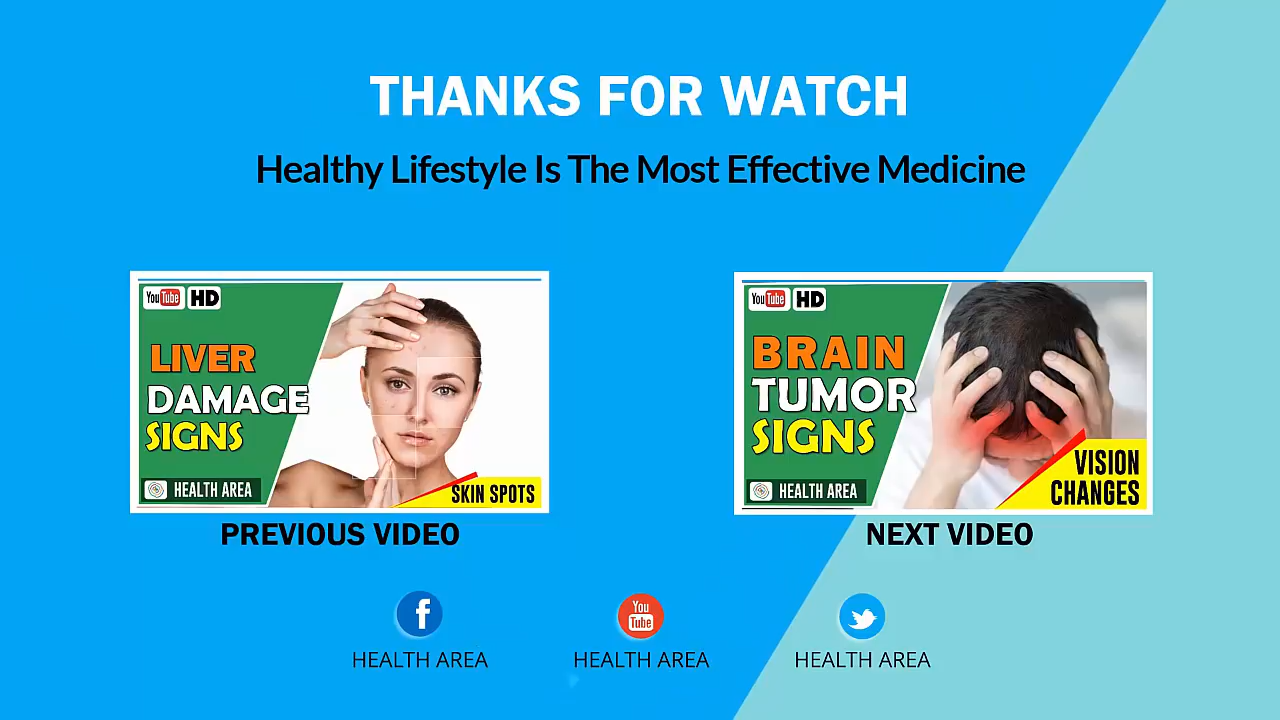 THANKS FOR WATCH
Healthy Lifestyle Is The Most Effective Medicine
YouTube HD
LIVER
DAMAGE
SIGNS
HEALTH AREA
SKIN SPOTS
PREVIOUS VIDEO
YouTube HD
BRAIN
TUMOR
SIGNS
HEALTH AREA
VISION
CHANGES
NEXT VIDEO
f
You
Tube
HEALTH AREA
HEALTH AREA
HEALTH AREA